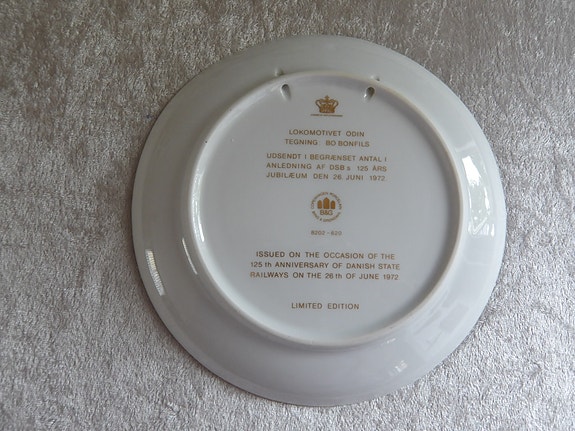 LOKOMOTIVET ODIN
TEGNING BO BONFILS
UDSENDT I BEGRÆNSET ANTAL I
ANLEDNING AF DSB s 125 ÅRS
JUBILÆUM DEN 26. JUNI 1972.
B&G
8202-620
ISSUED ON THE OCCASION OF THE
125 th ANNIVERSARY OF DANISH STATE
RAILWAYS ON THE 26 th OF JUNE 1972
LIMITED EDITION